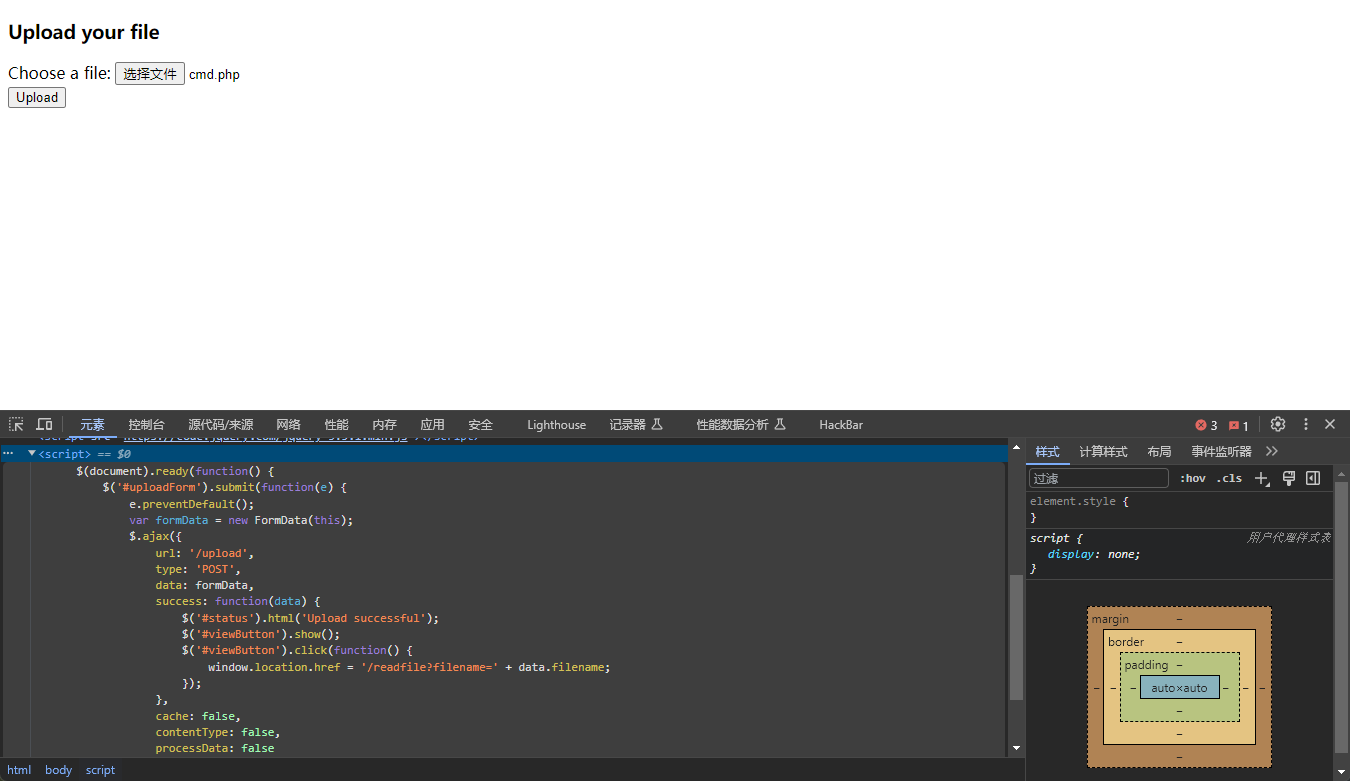 Upload your file
Choose a file: 选择文件 cmd.php
Upload
元素 控制台 源代码/来源 网络 性能 内存 应用 安全 Lighthouse 记录器 性能数据分析 HackBar 3 1
<script src="https://code.jquery.com/jquery-3.5.1.min.js"></script>
<script> == $0
$(document).ready(function() {
$('#uploadForm').submit(function(e) {
e.preventDefault();
var formData = new FormData(this);
$.ajax({
url: '/upload',
type: 'POST',
data: formData,
success: function(data) {
$('#status').html('Upload successful');
$('#viewButton').show();
$('#viewButton').click(function() {
window.location.href = '/readfile?filename=' + data.filename;
});
},
cache: false,
contentType: false,
processData: false
html body script
样式 计算样式 布局 事件监听器
过滤 :hov .cls
element.style {
}
script { 用户代理样式表
display: none;
}
margin –
border –
padding –
– – – auto×auto – – –
–
–
–